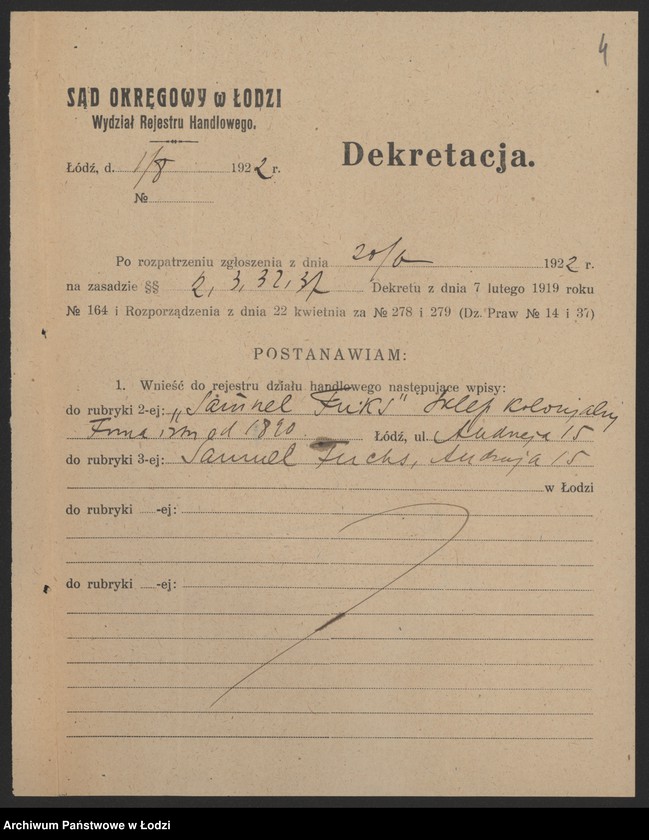 4
SĄD OKRĘGOWY w ŁODZI
Wydział Rejestru Handlowego.
Dekretacja.
Łódź, d. 1/8 1922 r.
№
Po rozpatrzeniu zgłoszenia z dnia 20/6 1922 r.
na zasadzie §§ 2, 3, 32, 37 Dekretu z dnia 7 lutego 1919 roku
№ 164 i Rozporządzenia z dnia 22 kwietnia za № 278 i 279 (Dz. Praw № 14 i 37)
POSTANAWIAM:
1. Wnieść do rejestru działu handlowego następujące wpisy:
do rubryki 2-ej: „Samuel Fuks" Sklep kolonjalny
Firma istn od 1890 Łódź, ul. Andrzeja 15
do rubryki 3-ej: Samuel Fuchs, Andrzeja 15
w Łodzi
do rubryki -ej:
do rubryki -ej:
Archiwum Państwowe w Łodzi